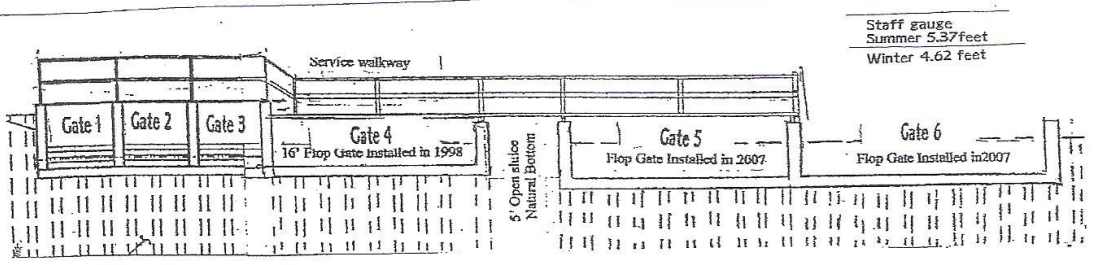 Staff gauge
Summer 5.37feet
Winter 4.62 feet
Service walkway
Gate 1
Gate 2
Gate 3
Gate 4
16' Flop Gate Installed in 1998
5' Open sluice
Natural Bottom
Gate 5
Flop Gate Installed in 2007
Gate 6
Flop Gate Installed in2007